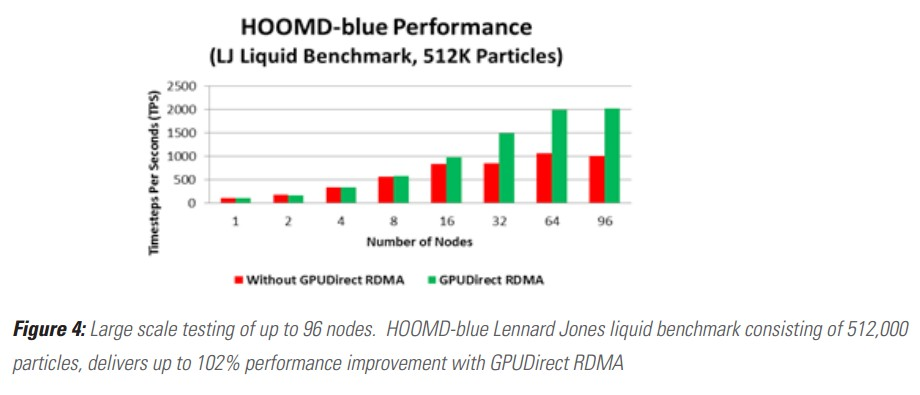 HOOMD-blue Performance
(LJ Liquid Benchmark, 512K Particles)
Timesteps Per Seconds (TPS)
2500
2000
1500
1000
500
0
1 2 4 8 16 32 64 96
Number of Nodes
Without GPUDirect RDMA GPUDirect RDMA
Figure 4: Large scale testing of up to 96 nodes. HOOMD-blue Lennard Jones liquid benchmark consisting of 512,000
particles, delivers up to 102% performance improvement with GPUDirect RDMA